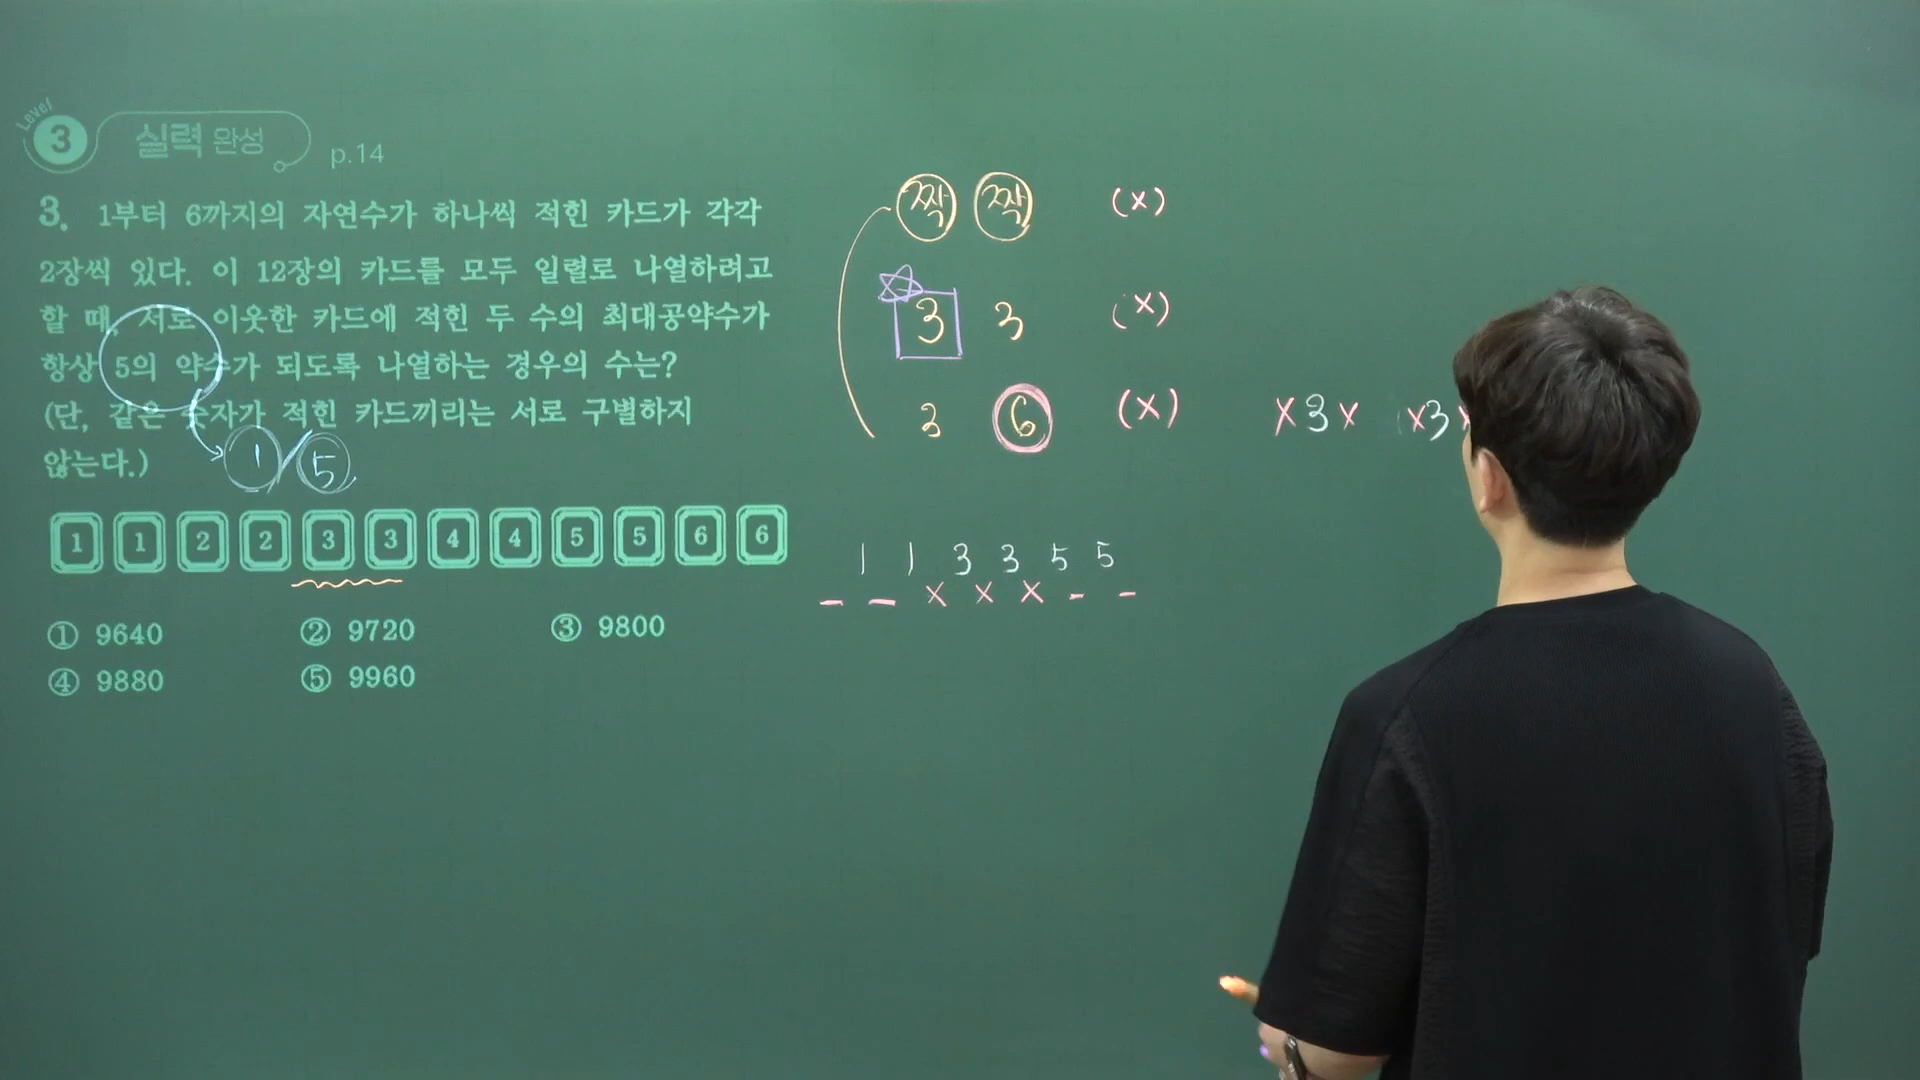 Level 3 실력 완성 p.14
3. 1부터 6까지의 자연수가 하나씩 적힌 카드가 각각
2장씩 있다. 이 12장의 카드를 모두 일렬로 나열하려고
할 때, 서로 이웃한 카드에 적힌 두 수의 최대공약수가
항상 5의 약수가 되도록 나열하는 경우의 수는?
(단, 같은 숫자가 적힌 카드끼리는 서로 구별하지
않는다.)
1 / 5
1 1 2 2 3 3 4 4 5 5 6 6
① 9640 ② 9720 ③ 9800
④ 9880 ⑤ 9960
짝 짝 (×)
3 3 (×)
3 6 (×) ×3× ×3
1 1 3 3 5 5
– – × × × – –